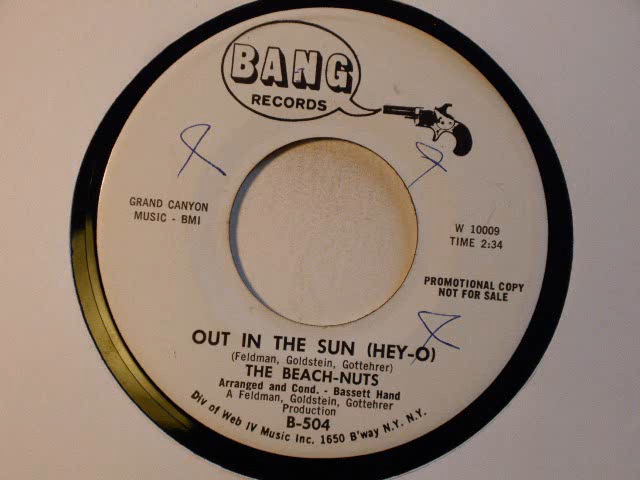 BANG
RECORDS
GRAND CANYON
MUSIC - BMI
W 10009
TIME 2:34
PROMOTIONAL COPY
NOT FOR SALE
OUT IN THE SUN (HEY-O)
(Feldman, Goldstein, Gottehrer)
THE BEACH-NUTS
Arranged and Cond. - Bassett Hand
A Feldman, Goldstein, Gottehrer
Production
B-504
Div of Web IV Music Inc. 1650 B'way N.Y. N.Y.